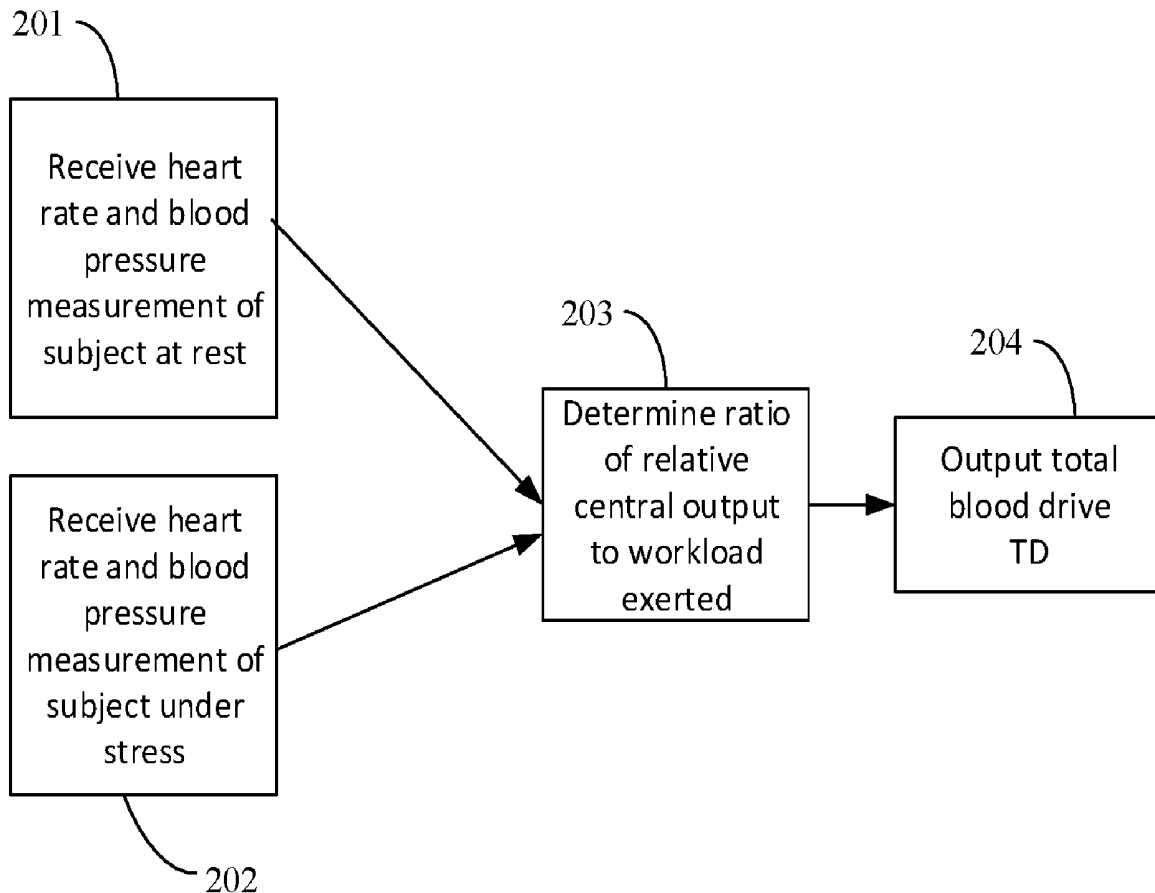 201
Receive heart
rate and blood
pressure
measurement of
subject at rest
Receive heart
rate and blood
pressure
measurement of
subject under
stress
202
203
Determine ratio
of relative
central output
to workload
exerted
204
Output total
blood drive
TD